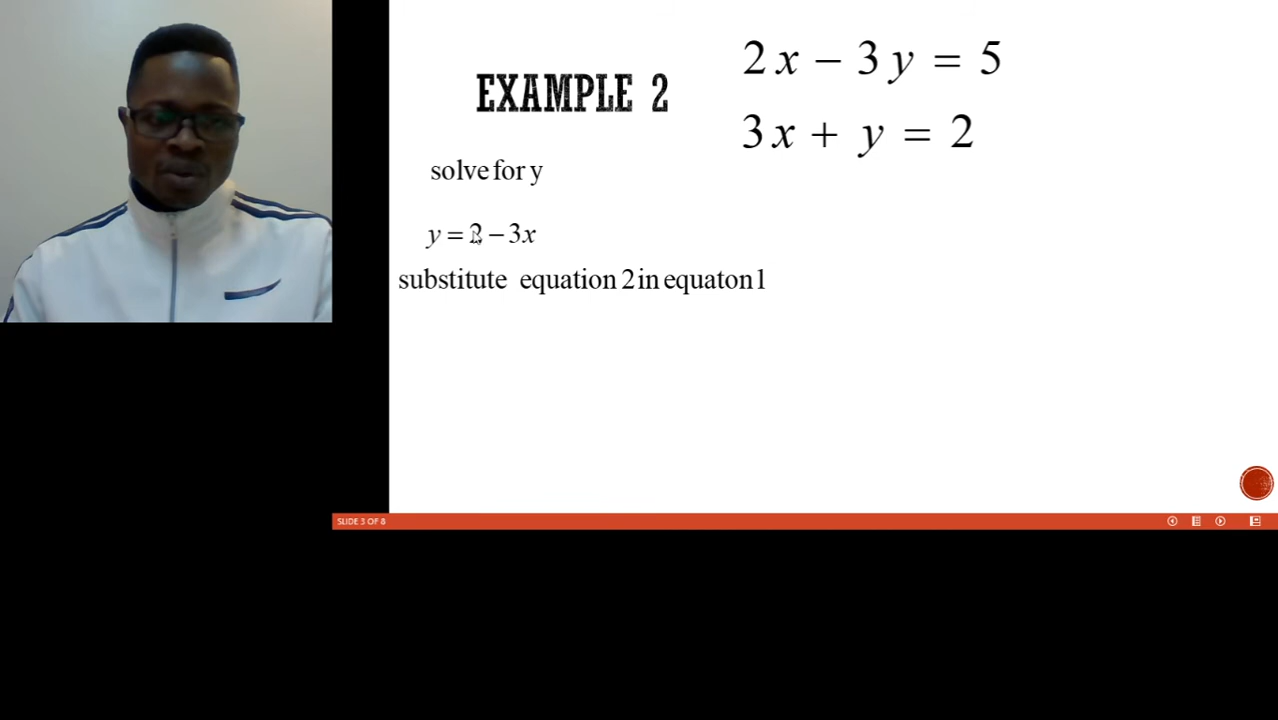 EXAMPLE 2
2x − 3y = 5
3x + y = 2
solve for y
y = 2 − 3x
substitute equation 2 in equaton 1
SLIDE 3 OF 8